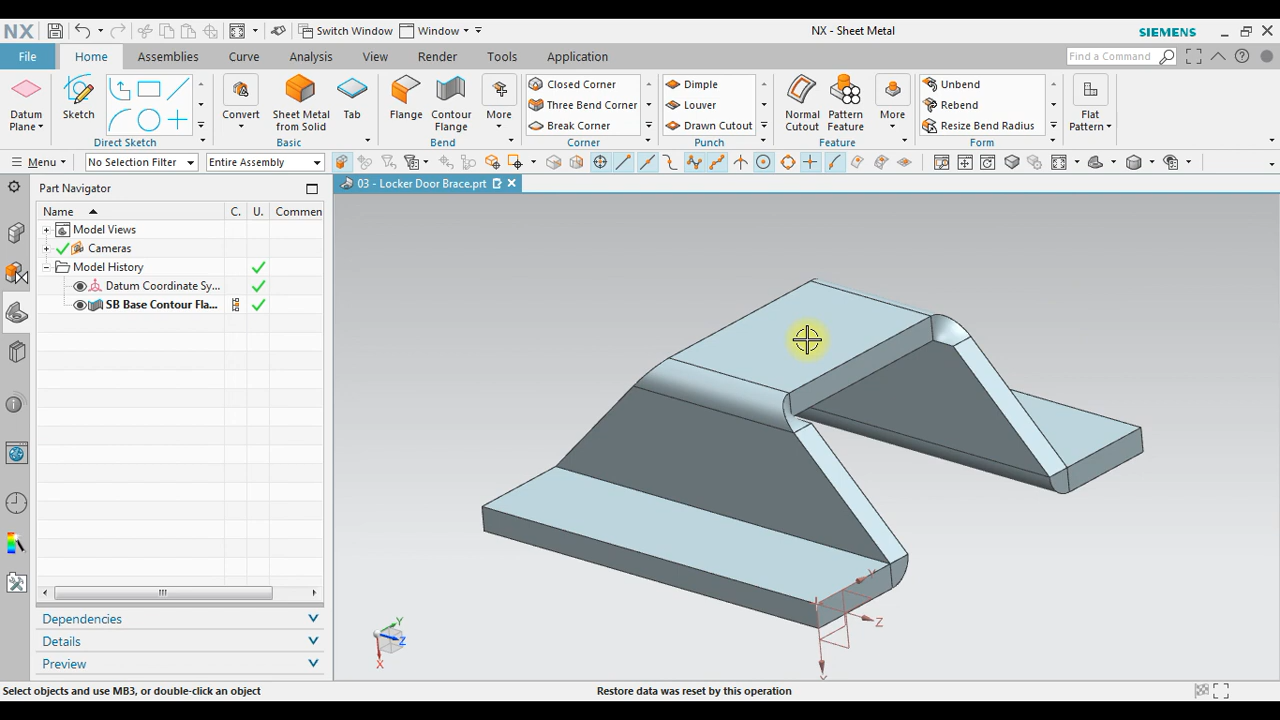 NX
Switch Window
Window
NX - Sheet Metal
SIEMENS
File
Home
Assemblies
Curve
Analysis
View
Render
Tools
Application
Find a Command
Datum
Plane
Sketch
Direct Sketch
Convert
Sheet Metal
from Solid
Tab
Basic
Flange
Contour
Flange
More
Bend
Closed Corner
Three Bend Corner
Break Corner
Corner
Dimple
Louver
Drawn Cutout
Punch
Normal
Cutout
Pattern
Feature
More
Feature
Unbend
Rebend
Resize Bend Radius
Form
Flat
Pattern
Menu
No Selection Filter
Entire Assembly
Part Navigator
03 - Locker Door Brace.prt
Name
C.
U.
Commen
Model Views
Cameras
Model History
Datum Coordinate Sy...
SB Base Contour Fla...
Dependencies
Details
Preview
Y
Z
X
Y
Z
Select objects and use MB3, or double-click an object
Restore data was reset by this operation